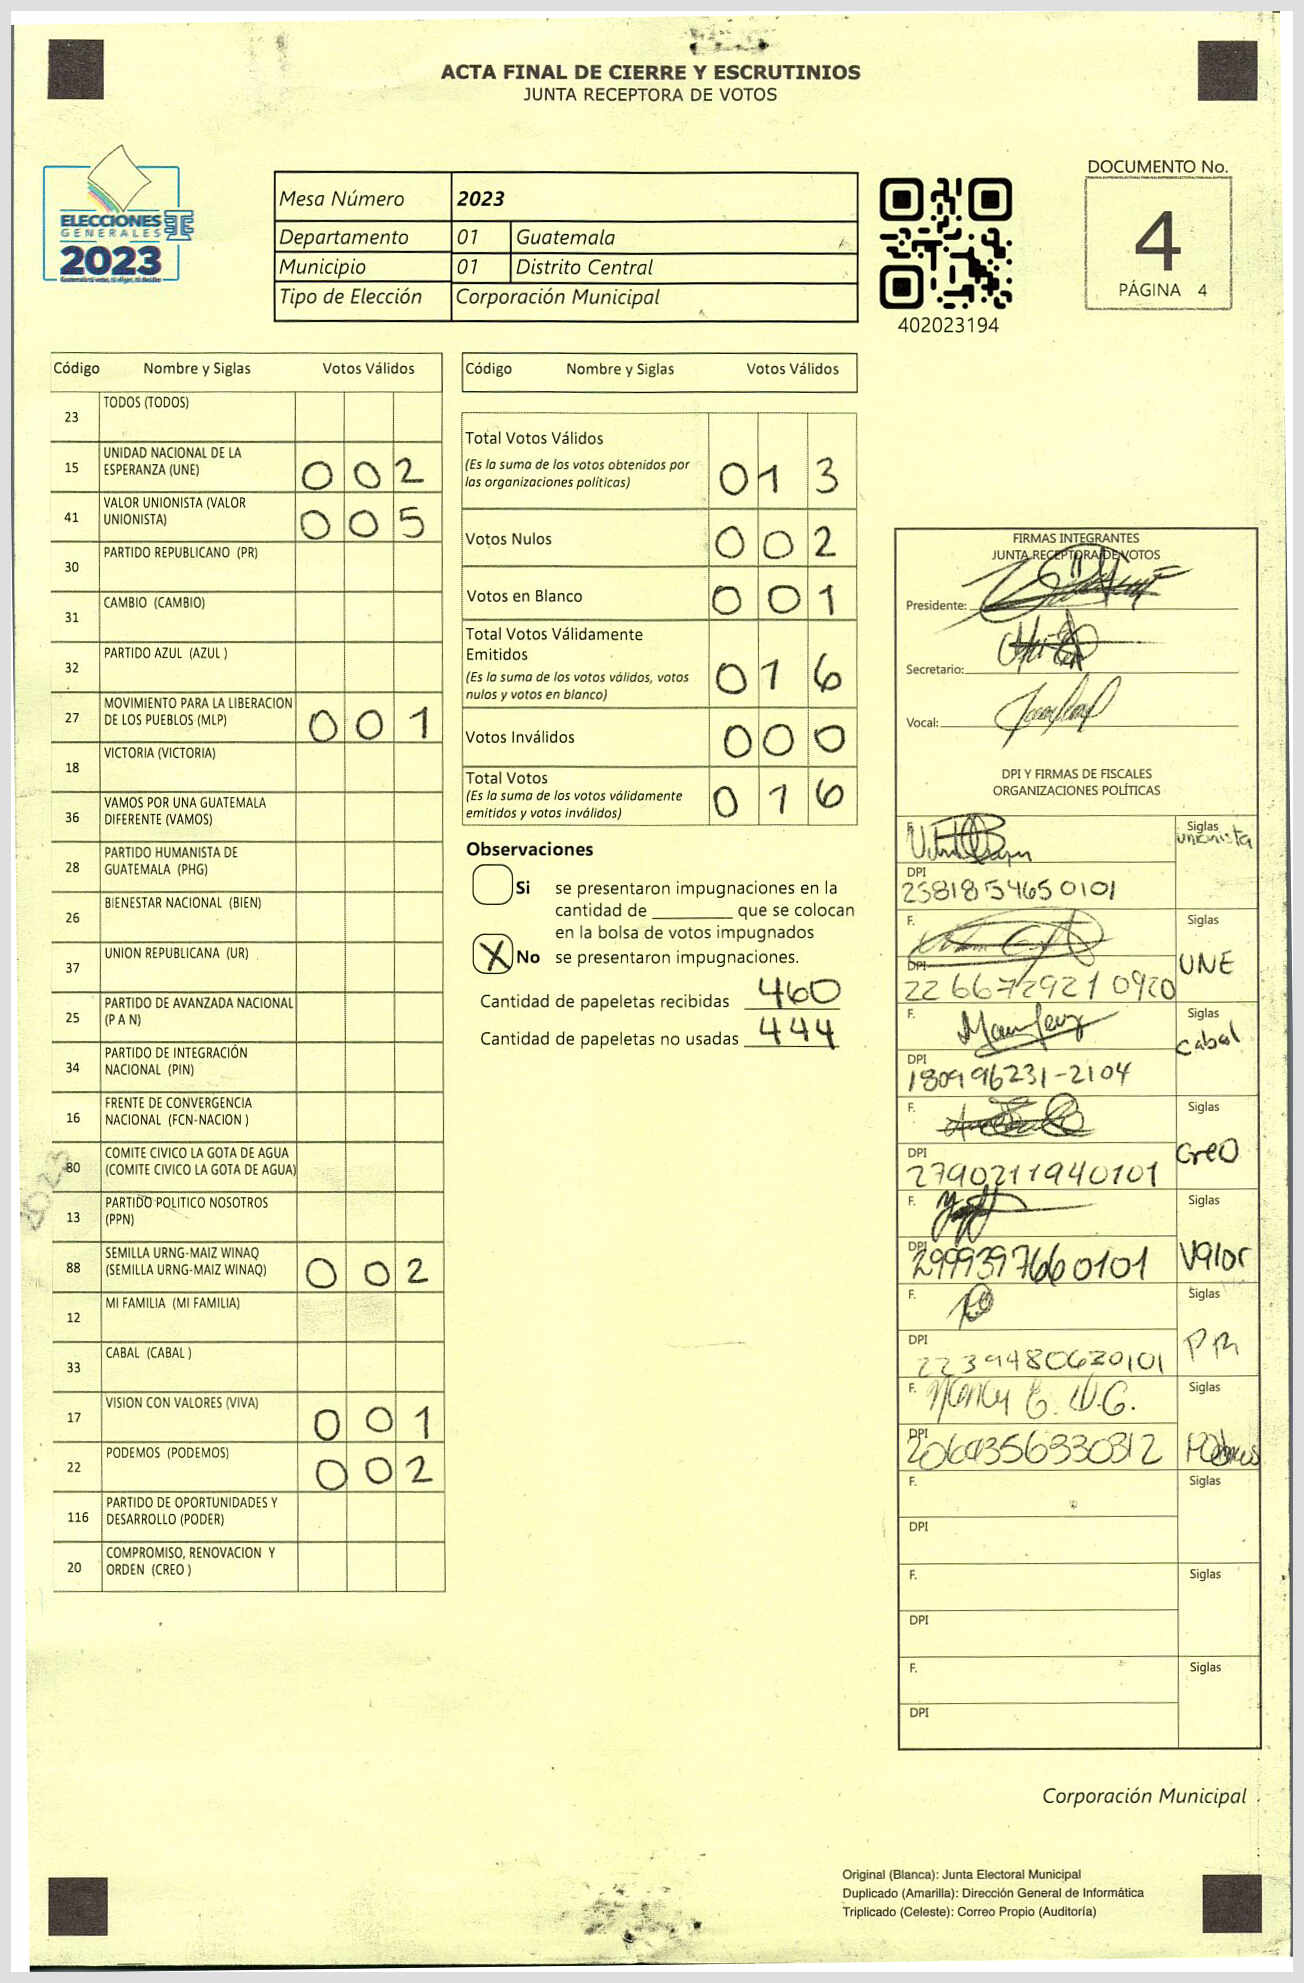 ACTA FINAL DE CIERRE Y ESCRUTINIOS
JUNTA RECEPTORA DE VOTOS
ELECCIONES
GENERALES
2023
Mesa Número 2023
Departamento 01 Guatemala
Municipio 01 Distrito Central
Tipo de Elección Corporación Municipal
402023194
DOCUMENTO No.
4
PÁGINA 4
Código Nombre y Siglas Votos Válidos
23 TODOS (TODOS)
15 UNIDAD NACIONAL DE LA
ESPERANZA (UNE) 0 0 2
41 VALOR UNIONISTA (VALOR
UNIONISTA) 0 0 5
30 PARTIDO REPUBLICANO (PR)
31 CAMBIO (CAMBIO)
32 PARTIDO AZUL (AZUL )
27 MOVIMIENTO PARA LA LIBERACION
DE LOS PUEBLOS (MLP) 0 0 1
18 VICTORIA (VICTORIA)
36 VAMOS POR UNA GUATEMALA
DIFERENTE (VAMOS)
28 PARTIDO HUMANISTA DE
GUATEMALA (PHG)
26 BIENESTAR NACIONAL (BIEN)
37 UNION REPUBLICANA (UR)
25 PARTIDO DE AVANZADA NACIONAL
(P A N)
34 PARTIDO DE INTEGRACIÓN
NACIONAL (PIN)
16 FRENTE DE CONVERGENCIA
NACIONAL (FCN-NACION )
80 COMITE CIVICO LA GOTA DE AGUA
(COMITE CIVICO LA GOTA DE AGUA)
13 PARTIDO POLITICO NOSOTROS
(PPN)
88 SEMILLA URNG-MAIZ WINAQ
(SEMILLA URNG-MAIZ WINAQ) 0 0 2
12 MI FAMILIA (MI FAMILIA)
33 CABAL (CABAL )
17 VISION CON VALORES (VIVA) 0 0 1
22 PODEMOS (PODEMOS) 0 0 2
116 PARTIDO DE OPORTUNIDADES Y
DESARROLLO (PODER)
20 COMPROMISO, RENOVACION Y
ORDEN (CREO )
Código Nombre y Siglas Votos Válidos
Total Votos Válidos
(Es la suma de los votos obtenidos por
las organizaciones políticas) 0 1 3
Votos Nulos 0 0 2
Votos en Blanco 0 0 1
Total Votos Válidamente
Emitidos
(Es la suma de los votos válidos, votos
nulos y votos en blanco) 0 1 6
Votos Inválidos 0 0 0
Total Votos
(Es la suma de los votos válidamente
emitidos y votos inválidos) 0 1 6
Observaciones
Si se presentaron impugnaciones en la
cantidad de ________ que se colocan
en la bolsa de votos impugnados
X No se presentaron impugnaciones.
Cantidad de papeletas recibidas 460
Cantidad de papeletas no usadas 444
FIRMAS INTEGRANTES
JUNTA RECEPTORA DE VOTOS
Presidente:
Secretario:
Vocal:
DPI Y FIRMAS DE FISCALES
ORGANIZACIONES POLÍTICAS
F. Siglas
unionista
DPI
2381854650101
F. Siglas
UNE
DPI
22 6672921 0920
F. Siglas
Cabal
DPI
180996231-2104
F. Siglas
CreO
DPI
2790211940101
F. Siglas
Valor
DPI
2999397660101
F. Siglas
PR
DPI
2239480620101
F. Siglas
DPI
2064356930312
F. Siglas
DPI
F. Siglas
DPI
F. Siglas
DPI
Corporación Municipal
Original (Blanca): Junta Electoral Municipal
Duplicado (Amarilla): Dirección General de Informática
Triplicado (Celeste): Correo Propio (Auditoría)